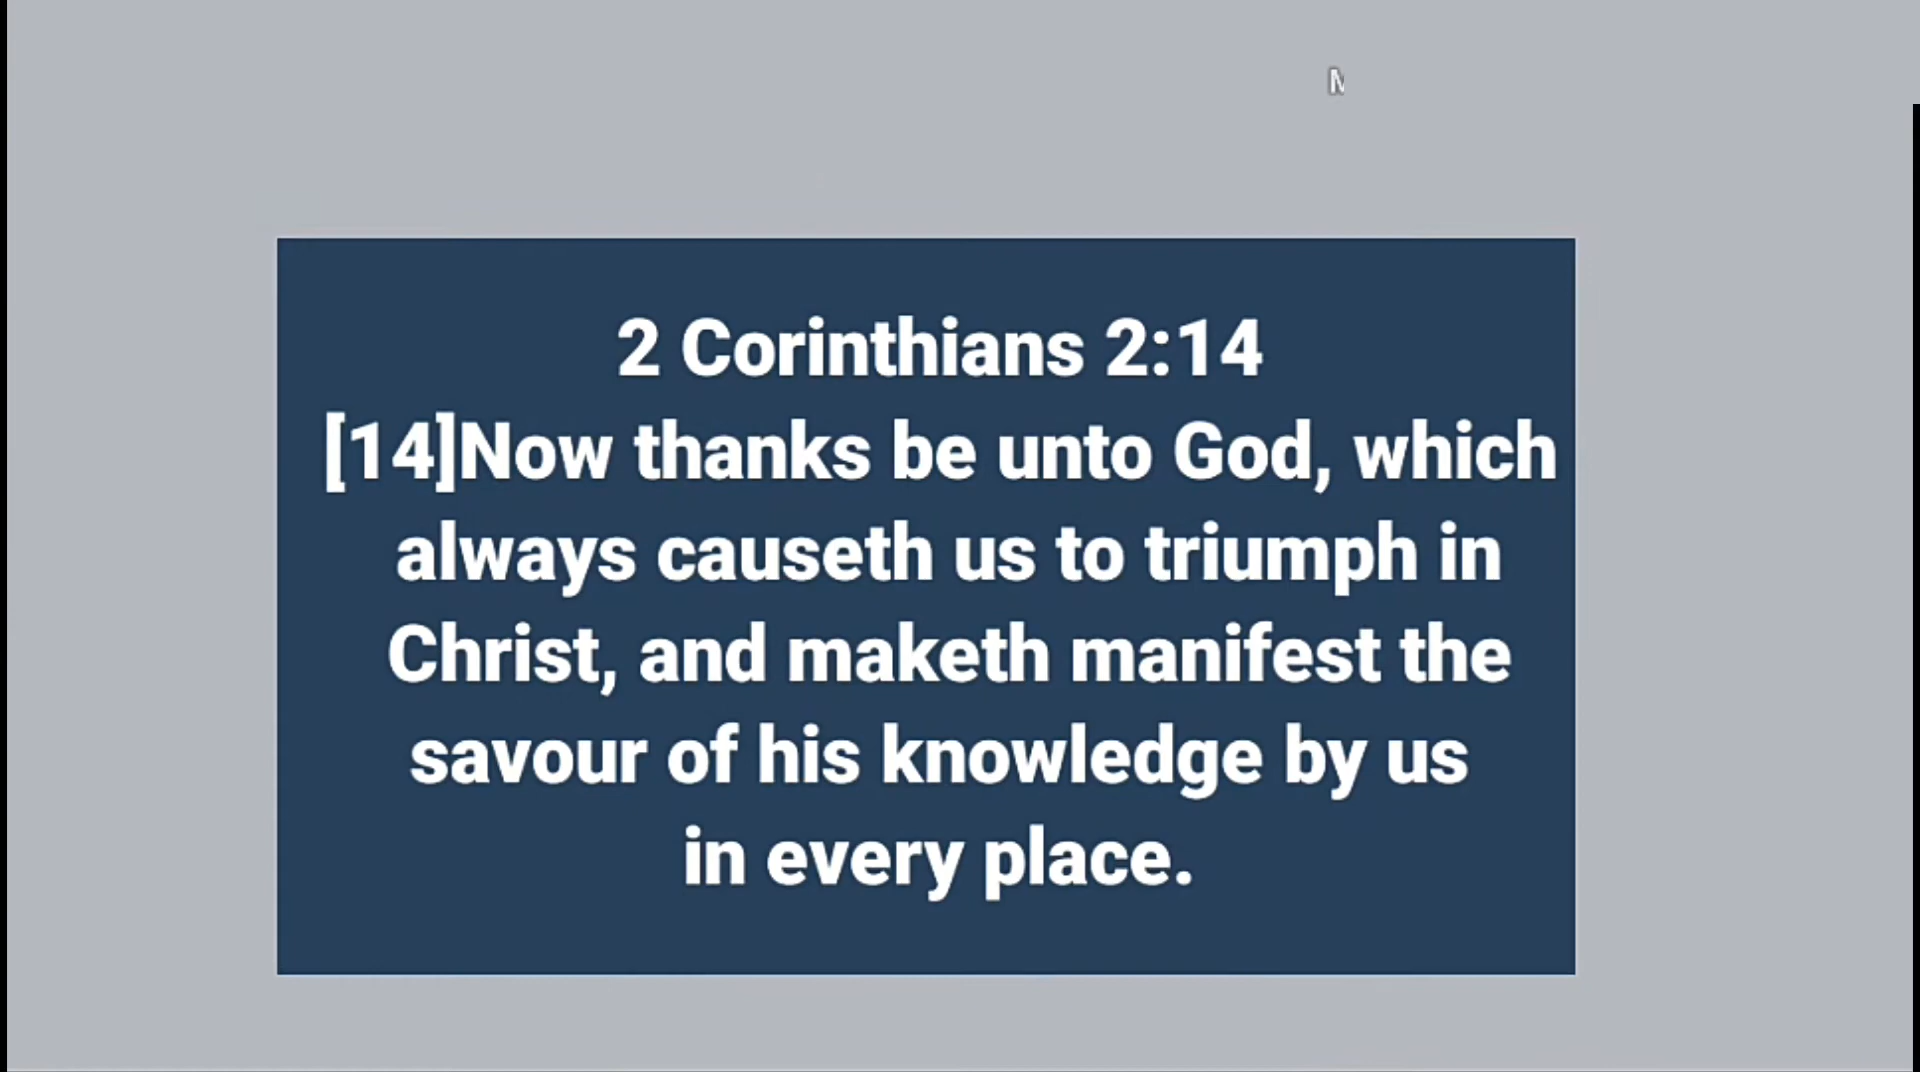 2 Corinthians 2:14
[14]Now thanks be unto God, which
always causeth us to triumph in
Christ, and maketh manifest the
savour of his knowledge by us
in every place.